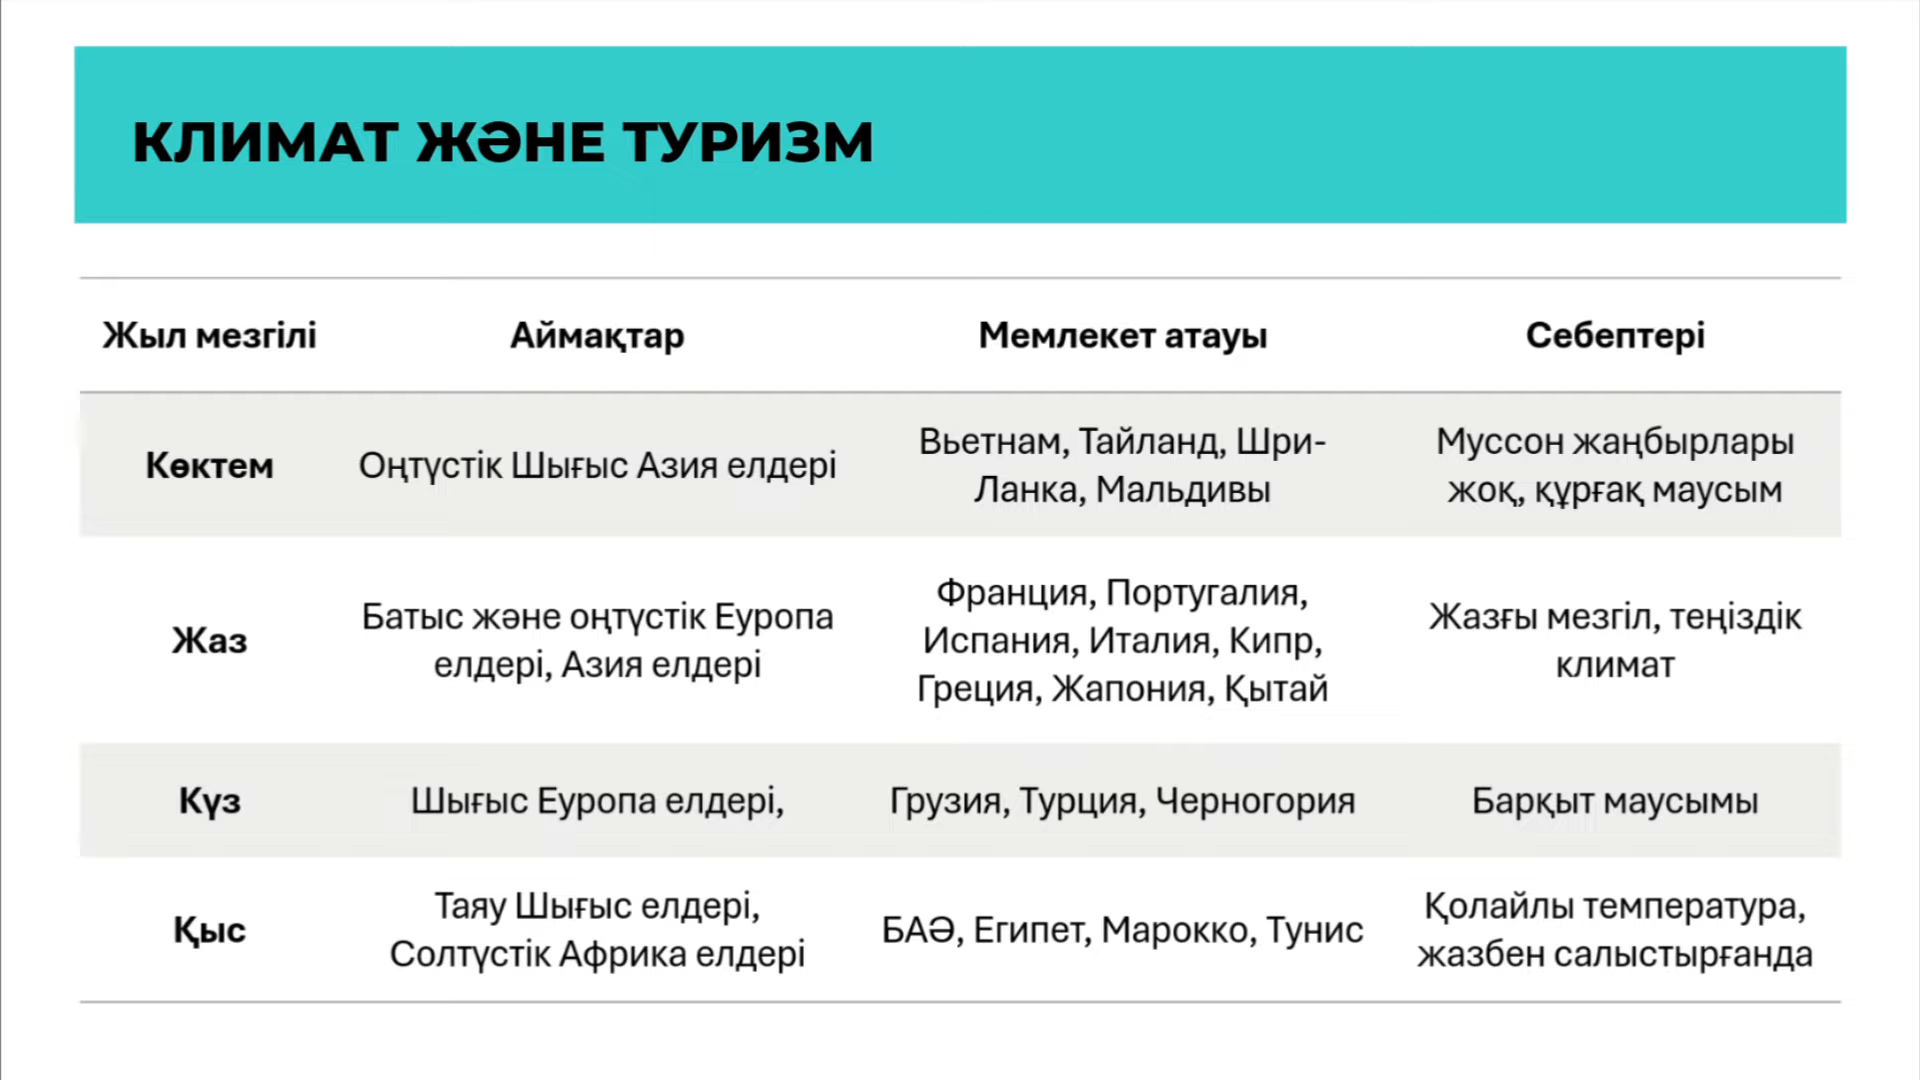 КЛИМАТ ЖӘНЕ ТУРИЗМ
Жыл мезгілі
Аймақтар
Мемлекет атауы
Себептері
Көктем
Оңтүстік Шығыс Азия елдері
Вьетнам, Тайланд, Шри-
Ланка, Мальдивы
Муссон жаңбырлары
жоқ, құрғақ маусым
Жаз
Батыс және оңтүстік Еуропа
елдері, Азия елдері
Франция, Португалия,
Испания, Италия, Кипр,
Греция, Жапония, Қытай
Жазғы мезгіл, теңіздік
климат
Күз
Шығыс Еуропа елдері,
Грузия, Турция, Черногория
Барқыт маусымы
Қыс
Таяу Шығыс елдері,
Солтүстік Африка елдері
БАӘ, Египет, Марокко, Тунис
Қолайлы температура,
жазбен салыстырғанда